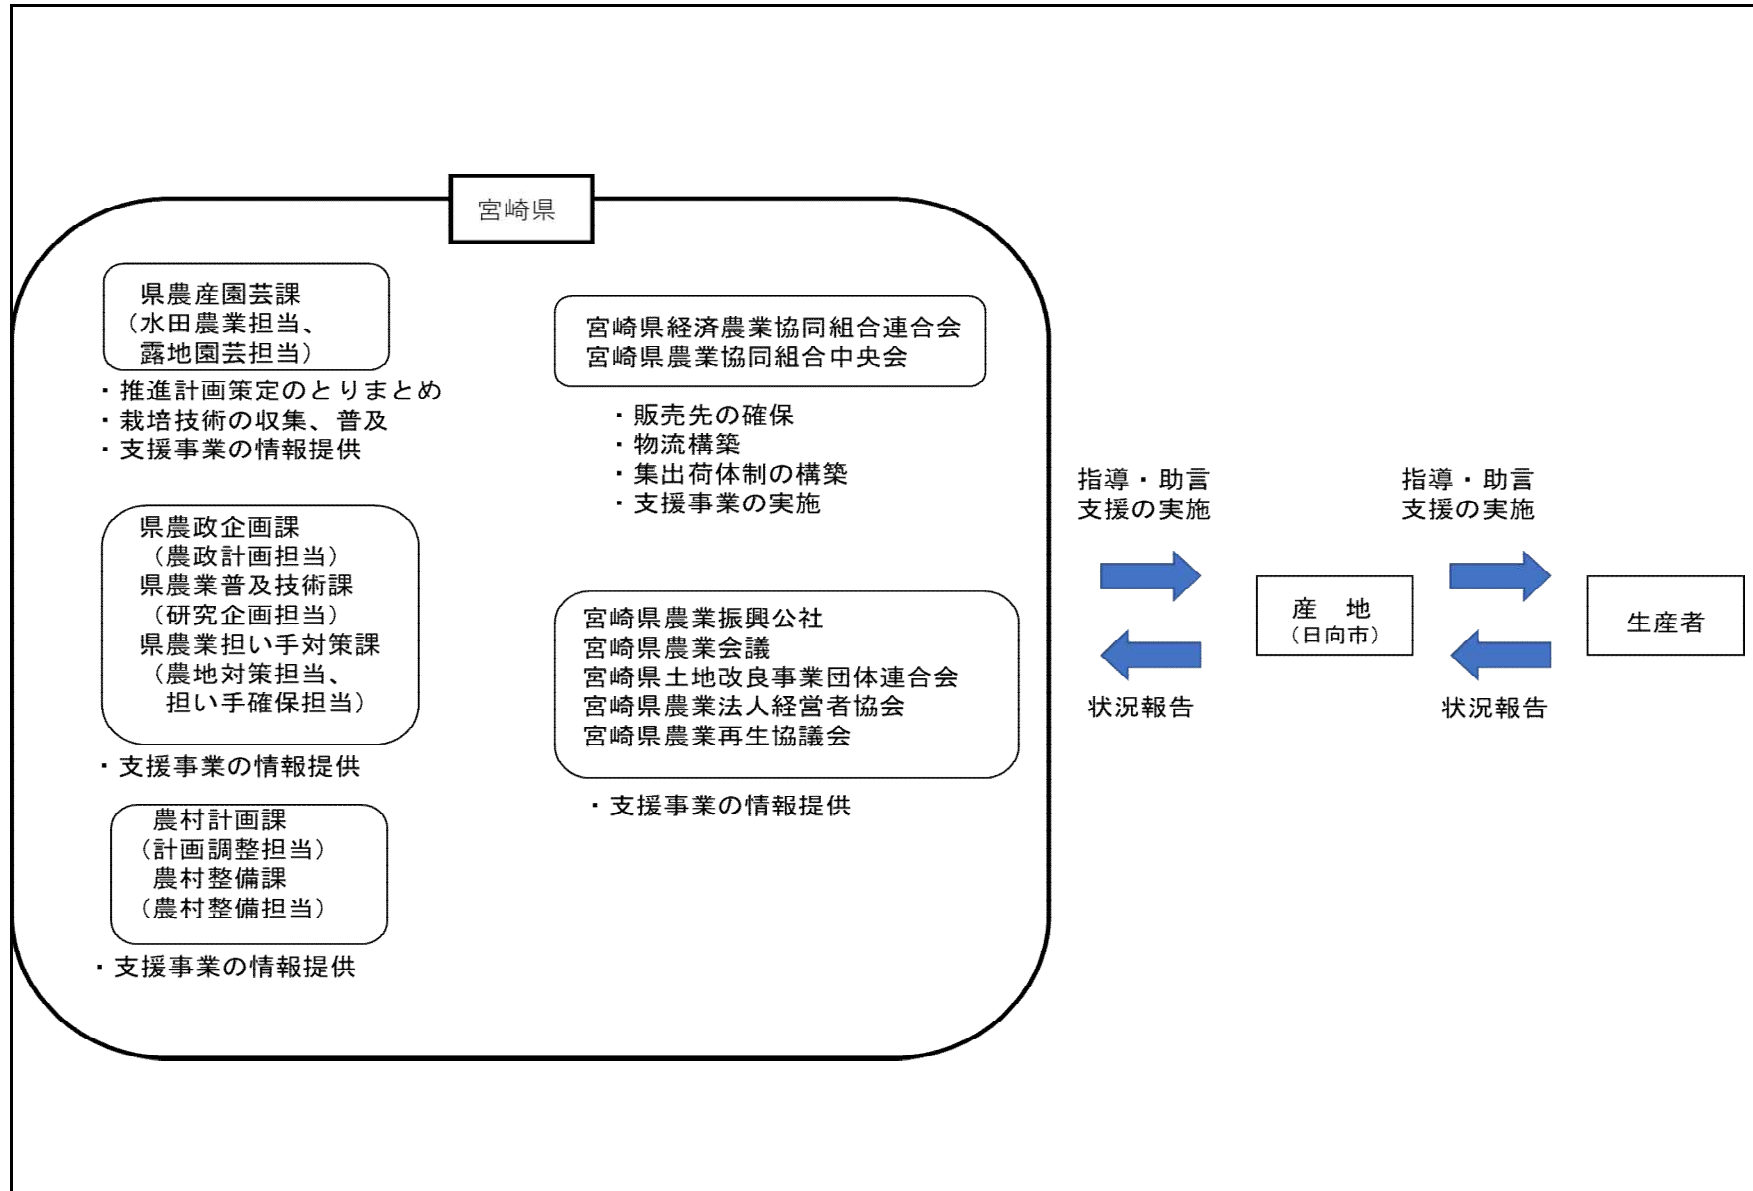 宮崎県
県農産園芸課
（水田農業担当、
露地園芸担当）
・推進計画策定のとりまとめ
・栽培技術の収集、普及
・支援事業の情報提供
県農政企画課
（農政計画担当）
県農業普及技術課
（研究企画担当）
県農業担い手対策課
（農地対策担当、
担い手確保担当）
・支援事業の情報提供
農村計画課
（計画調整担当）
農村整備課
（農村整備担当）
・支援事業の情報提供
宮崎県経済農業協同組合連合会
宮崎県農業協同組合中央会
・販売先の確保
・物流構築
・集出荷体制の構築
・支援事業の実施
宮崎県農業振興公社
宮崎県農業会議
宮崎県土地改良事業団体連合会
宮崎県農業法人経営者協会
宮崎県農業再生協議会
・支援事業の情報提供
指導・助言
支援の実施
状況報告
産　地
（日向市）
指導・助言
支援の実施
状況報告
生産者